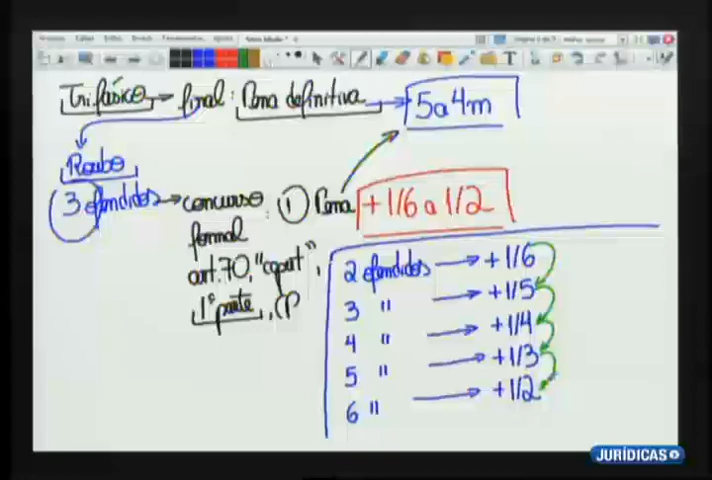 Trifásico → final: Pena definitiva → 5a4m
Roubo
3 ofendidos → concurso formal art. 70, "caput", 1ª parte, CP : 1 Pena +1/6 a 1/2
2 ofendidos → +1/6
3 " → +1/5
4 " → +1/4
5 " → +1/3
6 " → +1/2
JURÍDICAS